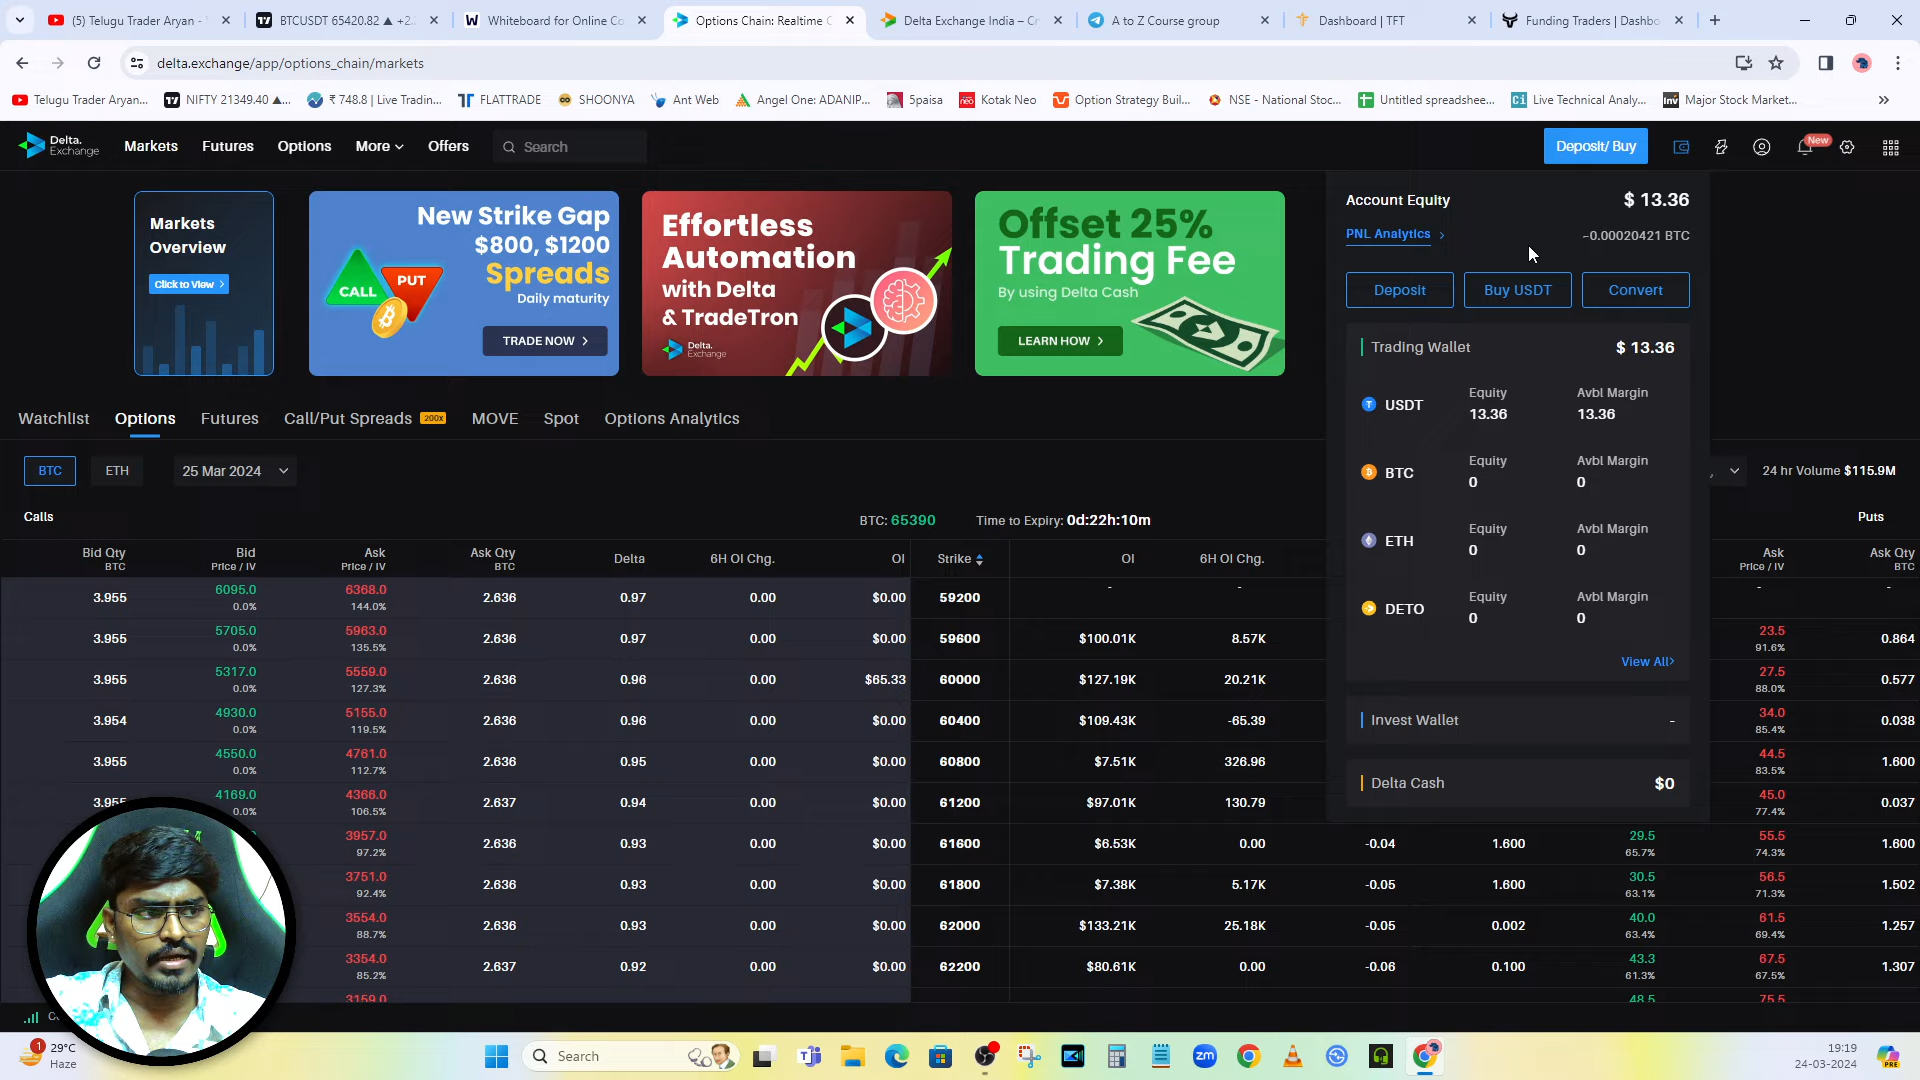 (5) Telugu Trader Aryan -
BTCUSDT 65420.82 ▲ +2.
Whiteboard for Online Co
Options Chain: Realtime C
Delta Exchange India – Cr
A to Z Course group
Dashboard | TFT
Funding Traders | Dashbo
delta.exchange/app/options_chain/markets
Telugu Trader Aryan...
NIFTY 21349.40 ▲...
₹ 748.8 | Live Tradin...
FLATTRADE
SHOONYA
Ant Web
Angel One: ADANIP...
5paisa
Kotak Neo
Option Strategy Buil...
NSE - National Stoc...
Untitled spreadshee...
Live Technical Analy...
Major Stock Market...
Delta. Exchange
Markets
Futures
Options
More
Offers
Search
Deposit/ Buy
New
Markets
Overview
Click to View >
New Strike Gap
$800, $1200
Spreads
Daily maturity
CALL
PUT
TRADE NOW >
Effortless
Automation
with Delta
& TradeTron
Delta. Exchange
Offset 25%
Trading Fee
By using Delta Cash
LEARN HOW >
Account Equity
$ 13.36
PNL Analytics >
~0.00020421 BTC
Deposit
Buy USDT
Convert
Trading Wallet
$ 13.36
USDT
Equity
13.36
Avbl Margin
13.36
BTC
Equity
0
Avbl Margin
0
ETH
Equity
0
Avbl Margin
0
DETO
Equity
0
Avbl Margin
0
View All>
Invest Wallet
-
Delta Cash
$0
Watchlist
Options
Futures
Call/Put Spreads 200x
MOVE
Spot
Options Analytics
BTC
ETH
25 Mar 2024
24 hr Volume $115.9M
Calls
BTC: 65390
Time to Expiry: 0d:22h:10m
Puts
Bid Qty BTC
Bid Price / IV
Ask Price / IV
Ask Qty BTC
Delta
6H OI Chg.
OI
Strike
OI
6H OI Chg.
Ask Price / IV
Ask Qty BTC
3.955 6095.0 0.0% 6368.0 144.0% 2.636 0.97 0.00 $0.00 59200 - - - -
3.955 5705.0 0.0% 5963.0 135.5% 2.636 0.97 0.00 $0.00 59600 $100.01K 8.57K 23.5 91.6% 0.864
3.955 5317.0 0.0% 5559.0 127.3% 2.636 0.96 0.00 $65.33 60000 $127.19K 20.21K 27.5 88.0% 0.577
3.954 4930.0 0.0% 5155.0 119.5% 2.636 0.96 0.00 $0.00 60400 $109.43K -65.39 34.0 85.4% 0.038
3.955 4550.0 0.0% 4761.0 112.7% 2.636 0.95 0.00 $0.00 60800 $7.51K 326.96 44.5 83.5% 1.600
3.955 4169.0 0.0% 4366.0 106.5% 2.637 0.94 0.00 $0.00 61200 $97.01K 130.79 45.0 77.4% 0.037
3957.0 97.2% 2.636 0.93 0.00 $0.00 61600 $6.53K 0.00 -0.04 1.600 29.5 65.7% 55.5 74.3% 1.600
3751.0 92.4% 2.636 0.93 0.00 $0.00 61800 $7.38K 5.17K -0.05 1.600 30.5 63.1% 56.5 71.3% 1.502
3554.0 88.7% 2.636 0.93 0.00 $0.00 62000 $133.21K 25.18K -0.05 0.002 40.0 63.4% 61.5 69.4% 1.257
3354.0 85.2% 2.637 0.92 0.00 $0.00 62200 $80.61K 0.00 -0.06 0.100 43.3 61.3% 67.5 67.5% 1.307
3159.0 48.5 75.5
1
29°C
Haze
Search
zm
PRE
19:19
24-03-2024